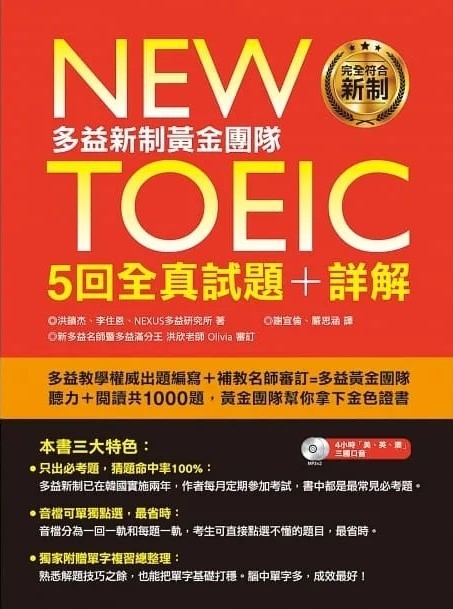 NEW
完全符合
新制
多益新制黃金團隊
TOEIC
5回全真試題＋詳解
◎洪鎮杰、李住恩、NEXUS多益研究所 著 ◎謝宜倫、嚴思涵 譯
◎新多益名師暨多益滿分王 洪欣老師 Olivia 審訂
多益教學權威出題編寫＋補教名師審訂=多益黃金團隊
聽力＋閱讀共1000題，黃金團隊幫你拿下金色證書
本書三大特色：
4小時「美、英、澳」
三國口音
MP3x2
●只出必考題，猜題命中率100%：
多益新制已在韓國實施兩年，作者每月定期參加考試，書中都是最常見必考題。
●音檔可單獨點選，最省時：
音檔分為一回一軌和每題一軌，考生可直接點選不懂的題目，最省時。
●獨家附贈單字複習總整理：
熟悉解題技巧之餘，也能把單字基礎打穩。腦中單字多，成效最好！